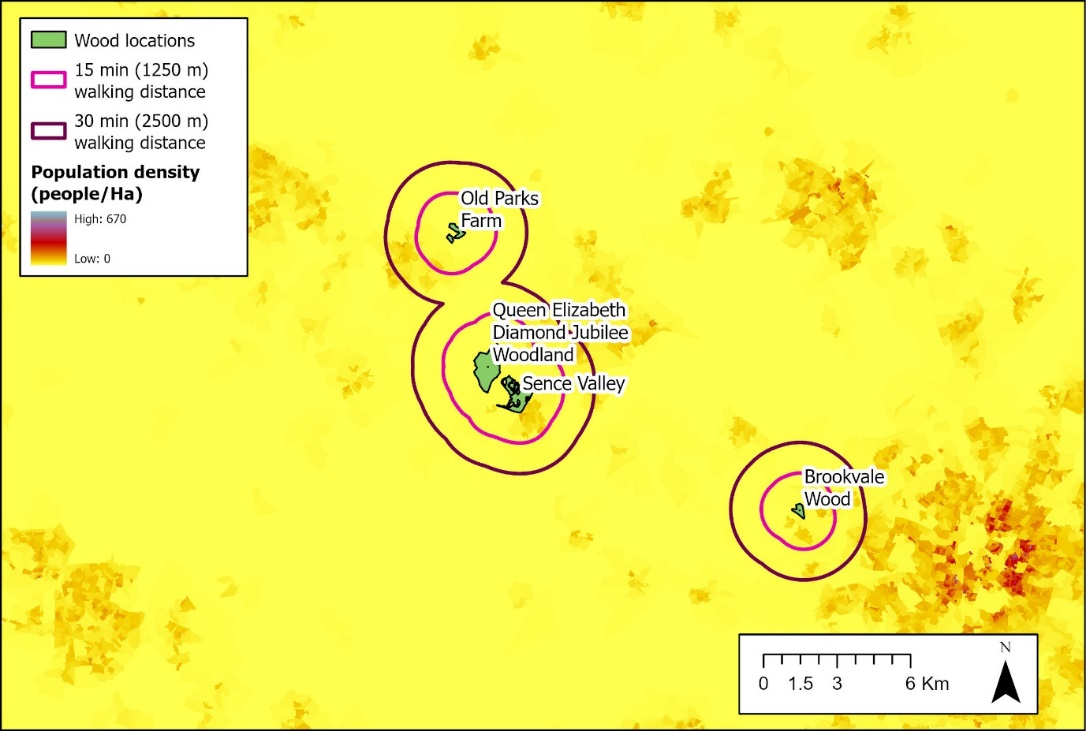 Wood locations
15 min (1250 m)
walking distance
30 min (2500 m)
walking distance
Population density
(people/Ha)
High: 670
Low: 0
Old Parks
Farm
Queen Elizabeth
Diamond Jubilee
Woodland
Sence Valley
Brookvale
Wood
0 1.5 3 6 Km
N